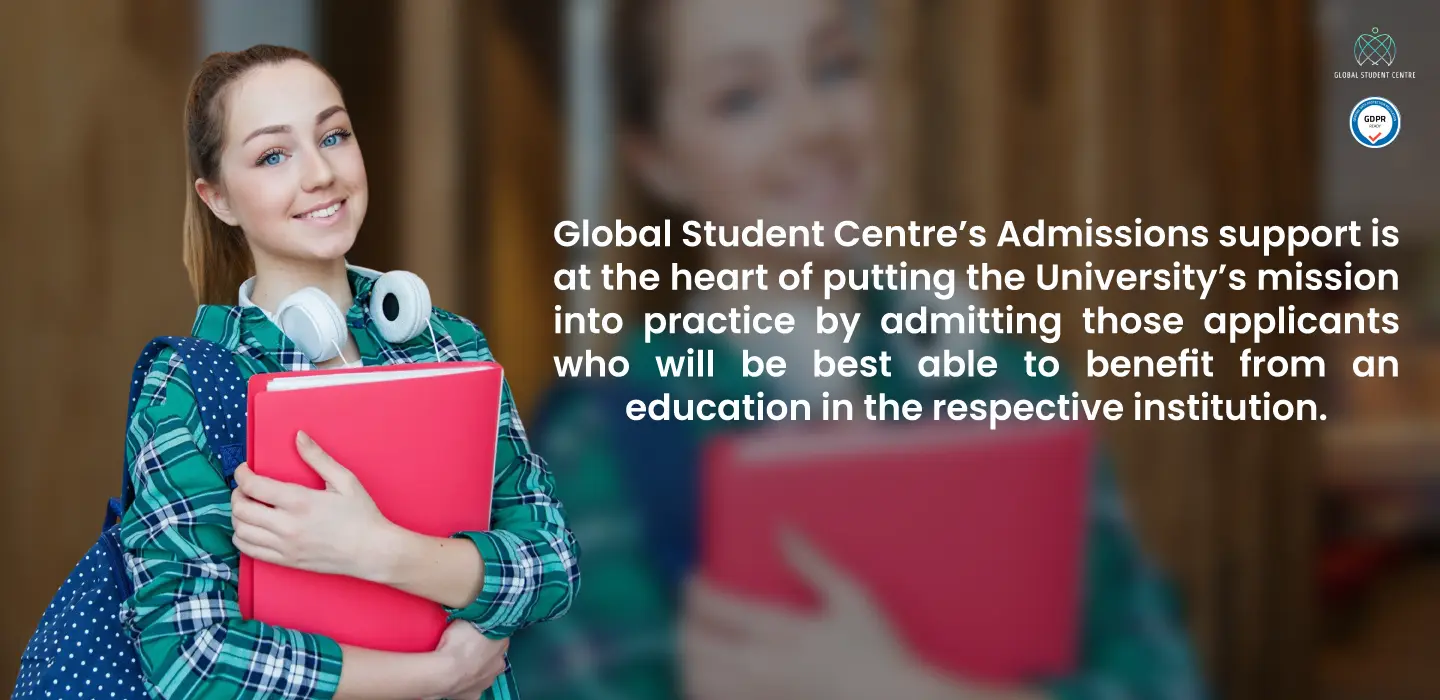 GLOBAL STUDENT CENTRE
GDPR
READY
Global Student Centre’s Admissions support is
at the heart of putting the University’s mission
into practice by admitting those applicants
who will be best able to benefit from an
education in the respective institution.